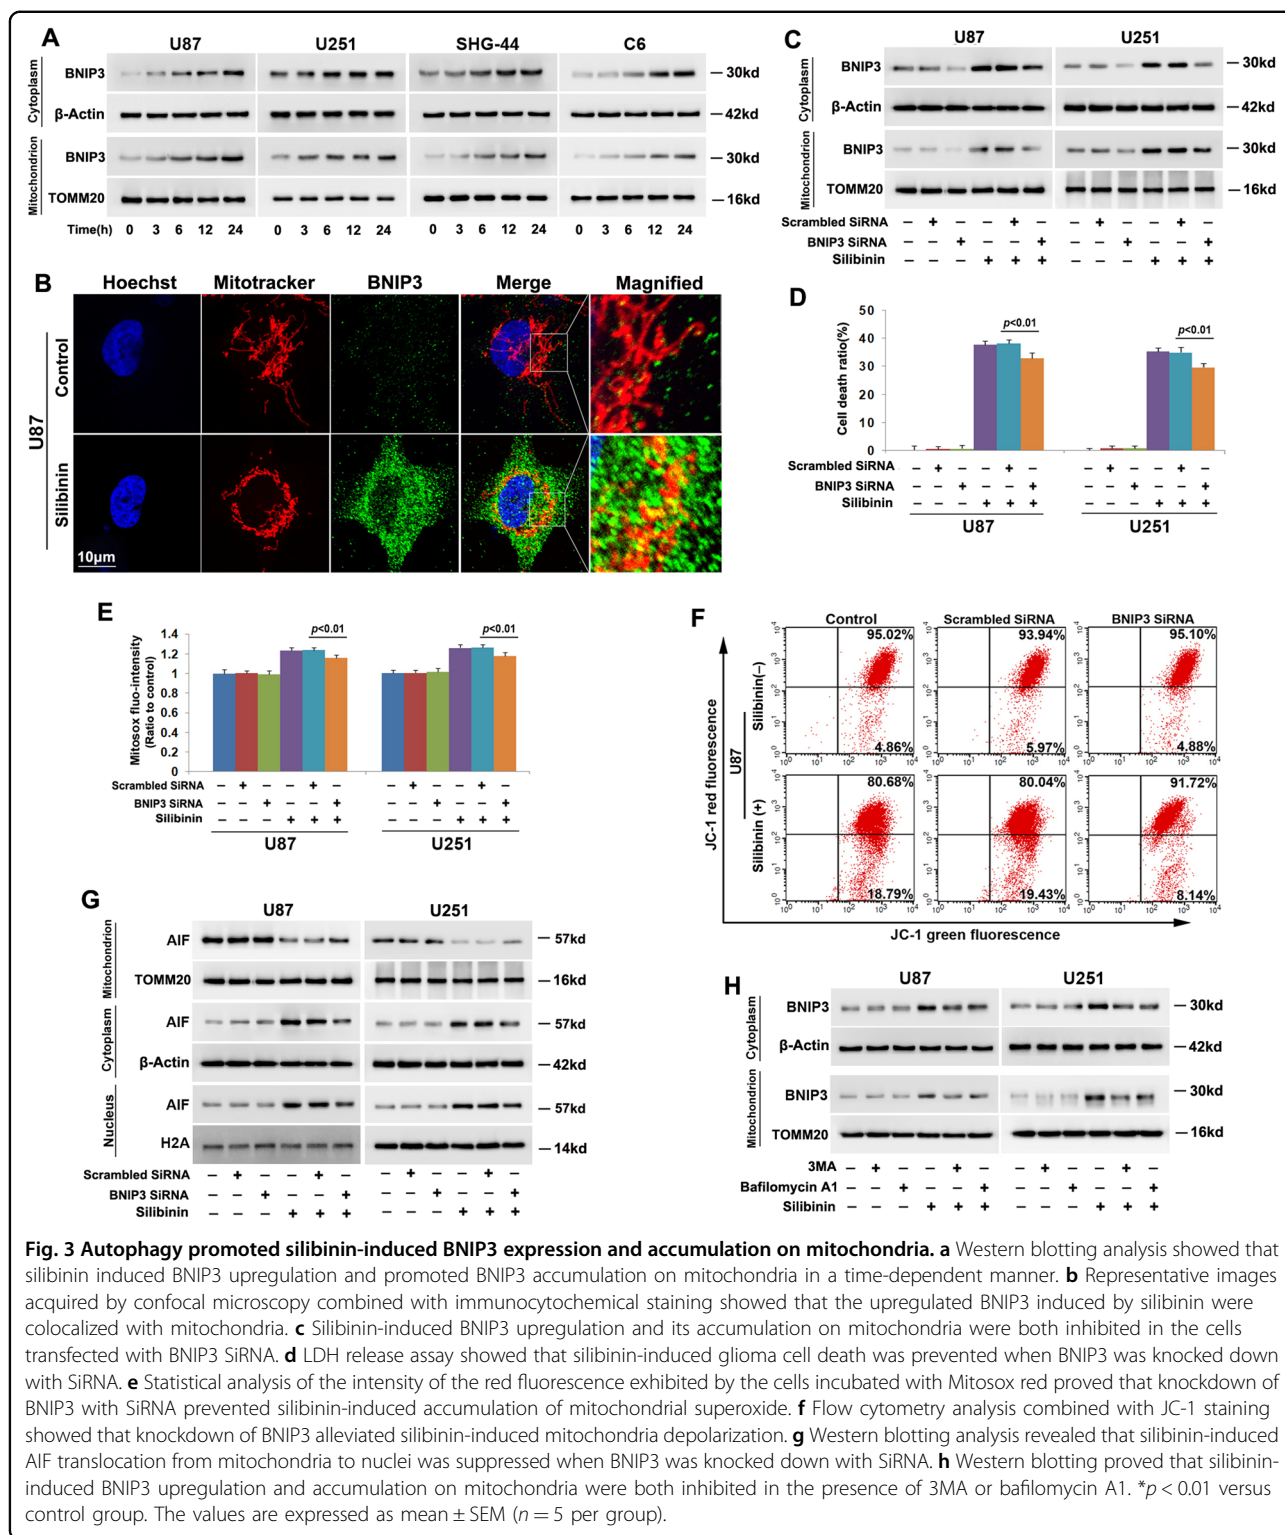 A
U87 U251 SHG-44 C6
Cytoplasm
BNIP3 30kd
β-Actin 42kd
Mitochondrion
BNIP3 30kd
TOMM20 16kd
Time(h) 0 3 6 12 24 0 3 6 12 24 0 3 6 12 24 0 3 6 12 24
B
Hoechst Mitotracker BNIP3 Merge Magnified
U87
Control
Silibinin
10μm
C
U87 U251
Cytoplasm
BNIP3 30kd
β-Actin 42kd
Mitochondrion
BNIP3 30kd
TOMM20 16kd
Scrambled SiRNA − + − − + − − + − − + −
BNIP3 SiRNA − − + − − + − − + − − +
Silibinin − − − + + + − − − + + +
D
Cell death ratio(%)
50
40
30
20
10
0
p<0.01 p<0.01
Scrambled SiRNA − + − − + − − + − − + −
BNIP3 SiRNA − − + − − + − − + − − +
Silibinin − − − + + + − − − + + +
U87 U251
E
Mitosox fluo-intensity
(Ratio to control)
1.4
1.2
1
0.8
0.6
0.4
0.2
0
p<0.01 p<0.01
Scrambled SiRNA − + − − + − − + − − + −
BNIP3 SiRNA − − + − − + − − + − − +
Silibinin − − − + + + − − − + + +
U87 U251
F
Control Scrambled SiRNA BNIP3 SiRNA
JC-1 red fluorescence
U87
Silibinin(−)
95.02% 93.94% 95.10%
4.86% 5.97% 4.88%
Silibinin (+)
80.68% 80.04% 91.72%
18.79% 19.43% 8.14%
10⁰ 10¹ 10² 10³ 10⁴
JC-1 green fluorescence
G
U87 U251
Mitochondrion
AIF 57kd
TOMM20 16kd
Cytoplasm
AIF 57kd
β-Actin 42kd
Nucleus
AIF 57kd
H2A 14kd
Scrambled SiRNA − + − − + − − + − − + −
BNIP3 SiRNA − − + − − + − − + − − +
Silibinin − − − + + + − − − + + +
H
U87 U251
Cytoplasm
BNIP3 30kd
β-Actin 42kd
Mitochondrion
BNIP3 30kd
TOMM20 16kd
3MA − + − − + − − + − − + −
Bafilomycin A1 − − + − − + − − + − − +
Silibinin − − − + + + − − − + + +
Fig. 3 Autophagy promoted silibinin-induced BNIP3 expression and accumulation on mitochondria. a Western blotting analysis showed that
silibinin induced BNIP3 upregulation and promoted BNIP3 accumulation on mitochondria in a time-dependent manner. b Representative images
acquired by confocal microscopy combined with immunocytochemical staining showed that the upregulated BNIP3 induced by silibinin were
colocalized with mitochondria. c Silibinin-induced BNIP3 upregulation and its accumulation on mitochondria were both inhibited in the cells
transfected with BNIP3 SiRNA. d LDH release assay showed that silibinin-induced glioma cell death was prevented when BNIP3 was knocked down
with SiRNA. e Statistical analysis of the intensity of the red fluorescence exhibited by the cells incubated with Mitosox red proved that knockdown of
BNIP3 with SiRNA prevented silibinin-induced accumulation of mitochondrial superoxide. f Flow cytometry analysis combined with JC-1 staining
showed that knockdown of BNIP3 alleviated silibinin-induced mitochondria depolarization. g Western blotting analysis revealed that silibinin-induced
AIF translocation from mitochondria to nuclei was suppressed when BNIP3 was knocked down with SiRNA. h Western blotting proved that silibinin-
induced BNIP3 upregulation and accumulation on mitochondria were both inhibited in the presence of 3MA or bafilomycin A1. *p < 0.01 versus
control group. The values are expressed as mean ± SEM (n = 5 per group).